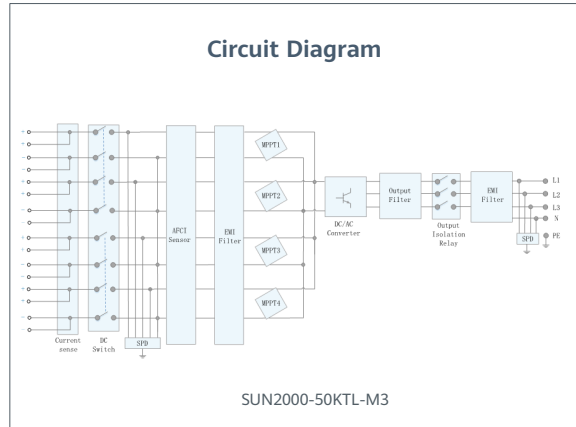 Circuit Diagram
+
+
−
−
+
+
−
−
+
+
−
−
+
+
−
−
Current
sense
DC
Switch
SPD
AFCI
Sensor
EMI
Filter
MPPT1
MPPT2
MPPT3
MPPT4
DC/AC
Converter
Output
Filter
Output
Isolation
Relay
EMI
Filter
SPD
L1
L2
L3
N
PE
SUN2000-50KTL-M3